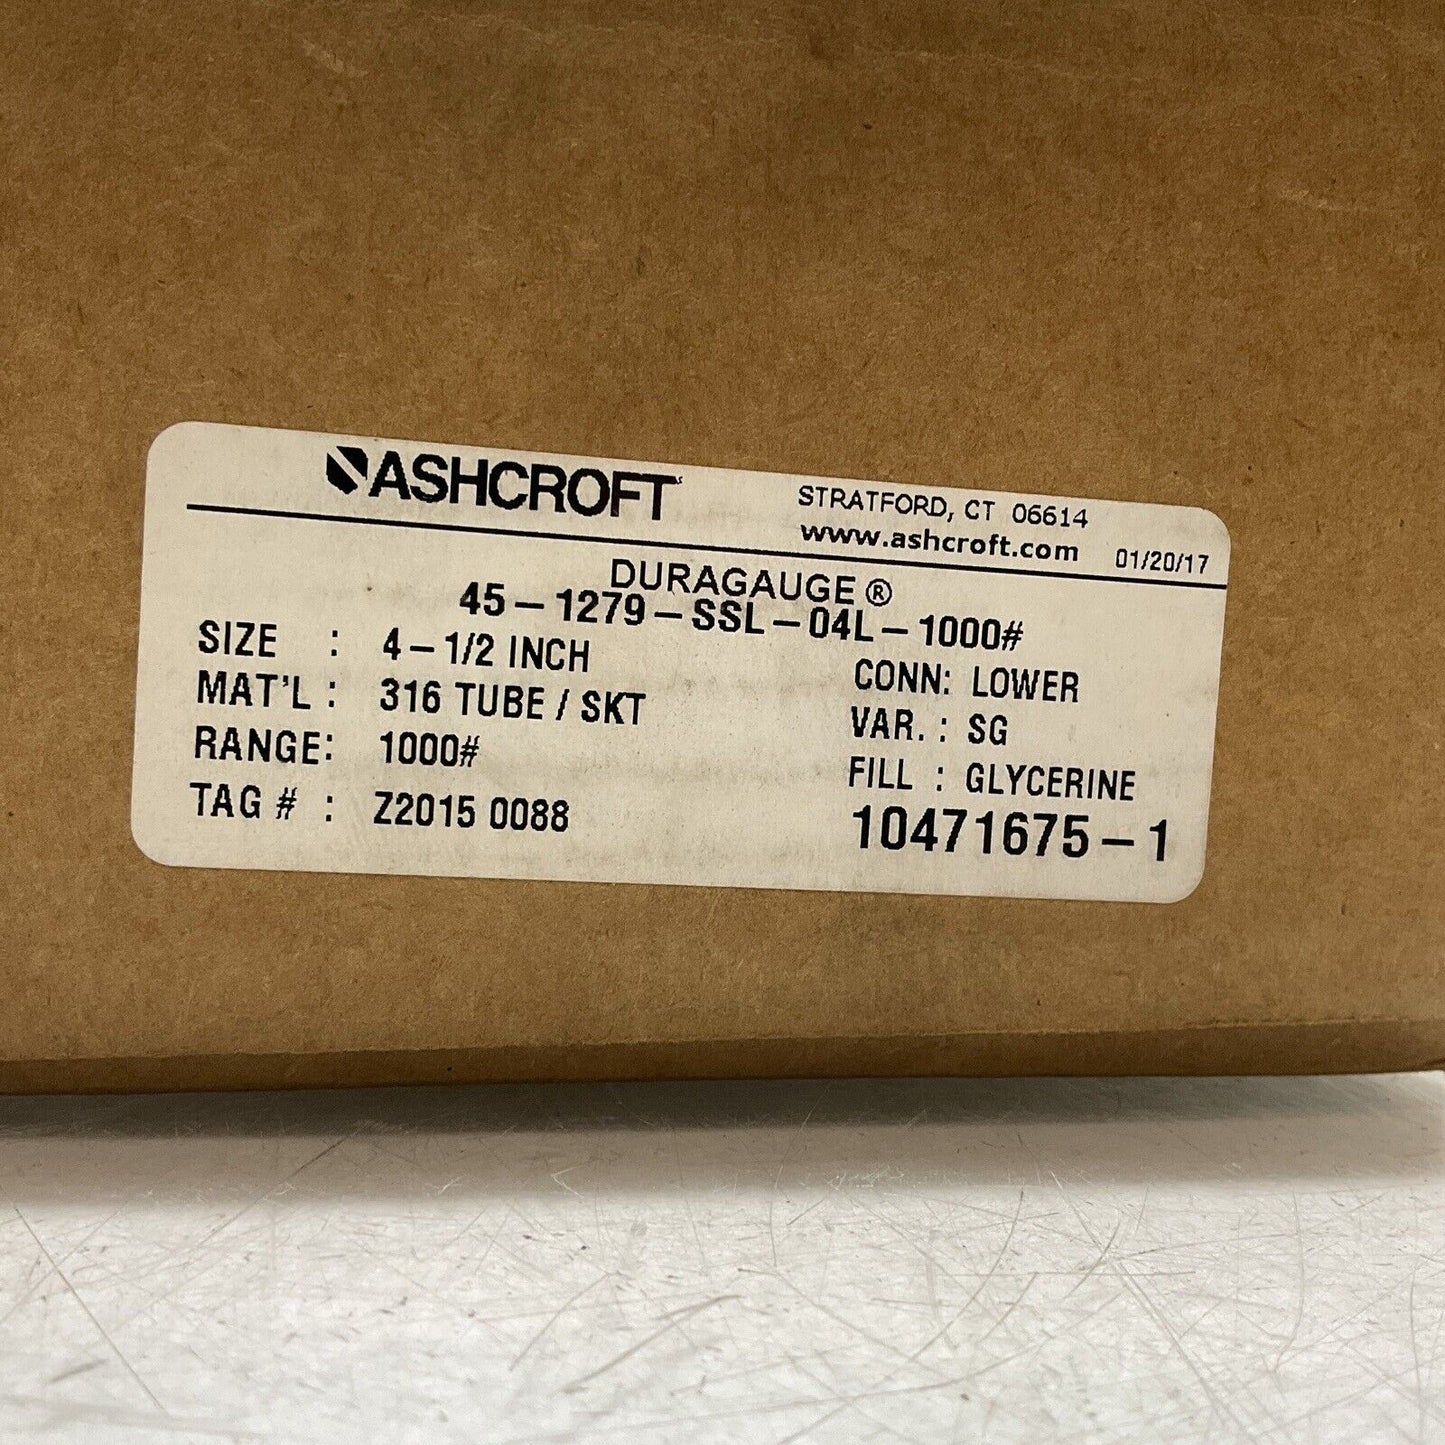 ASHCROFT
STRATFORD, CT 06614
www.ashcroft.com 01/20/17
DURAGAUGE ®
45-1279-SSL-04L-1000#
SIZE : 4-1/2 INCH CONN: LOWER
MAT'L : 316 TUBE / SKT VAR. : SG
RANGE: 1000# FILL : GLYCERINE
TAG # : Z2015 0088 10471675-1